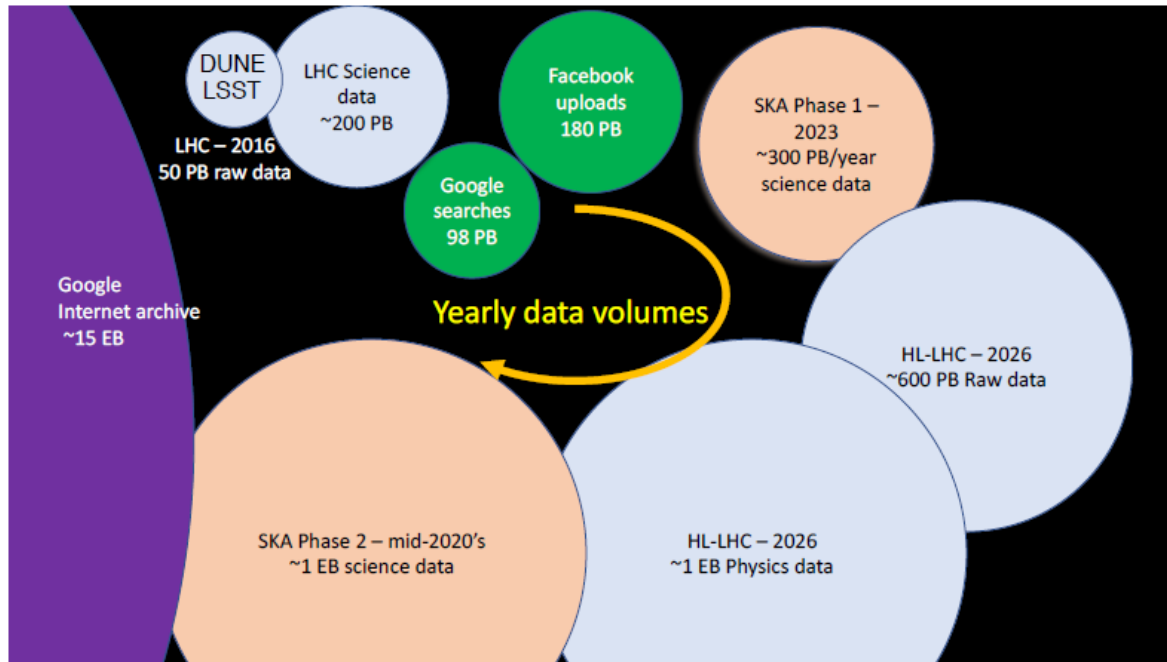 DUNE
LSST
LHC – 2016
50 PB raw data
LHC Science
data
~200 PB
Google
searches
98 PB
Facebook
uploads
180 PB
SKA Phase 1 –
2023
~300 PB/year
science data
Google
Internet archive
~15 EB
Yearly data volumes
HL-LHC – 2026
~600 PB Raw data
SKA Phase 2 – mid-2020’s
~1 EB science data
HL-LHC – 2026
~1 EB Physics data